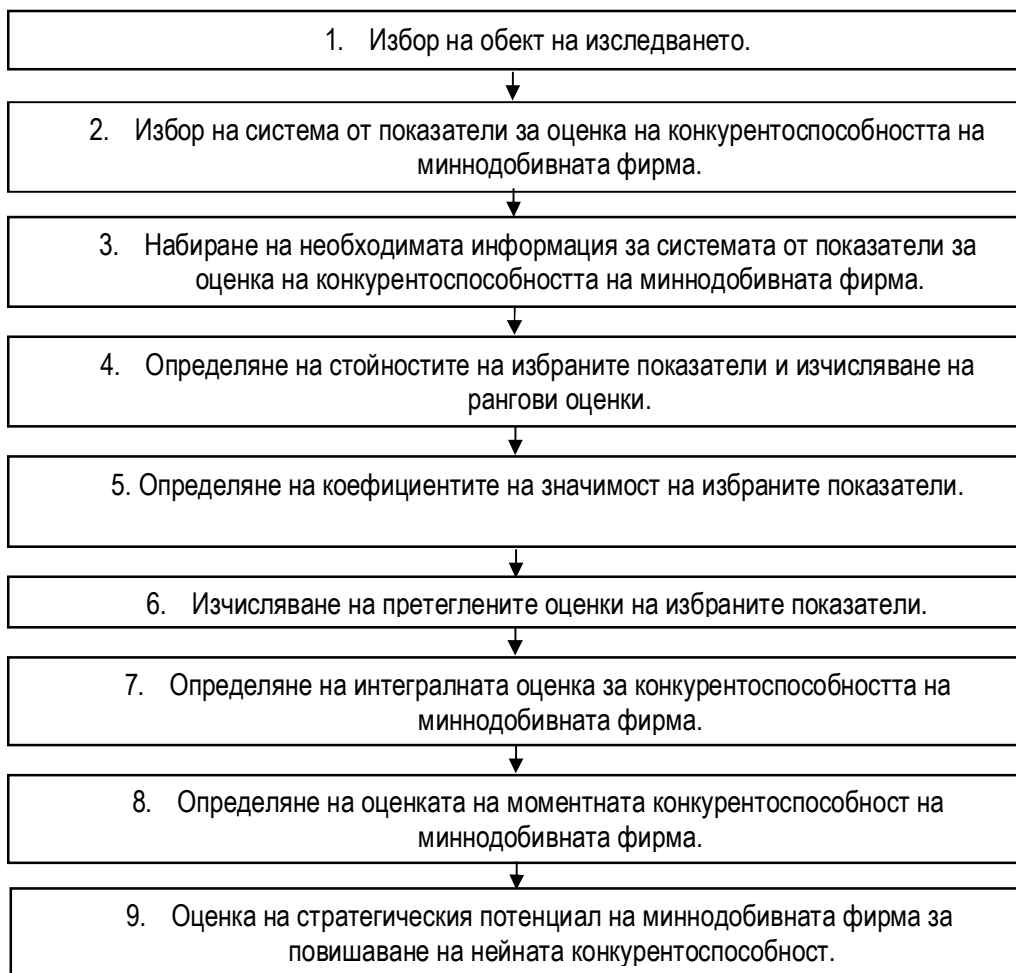 1. Избор на обект на изследването.
2. Избор на система от показатели за оценка на конкурентоспособността на
миннодобивната фирма.
3. Набиране на необходимата информация за системата от показатели за
оценка на конкурентоспособността на миннодобивната фирма.
4. Определяне на стойностите на избраните показатели и изчисляване на
рангови оценки.
5. Определяне на коефициентите на значимост на избраните показатели.
6. Изчисляване на претеглените оценки на избраните показатели.
7. Определяне на интегралната оценка за конкурентоспособността на
миннодобивната фирма.
8. Определяне на оценката на моментната конкурентоспособност на
миннодобивната фирма.
9. Оценка на стратегическия потенциал на миннодобивната фирма за
повишаване на нейната конкурентоспособност.